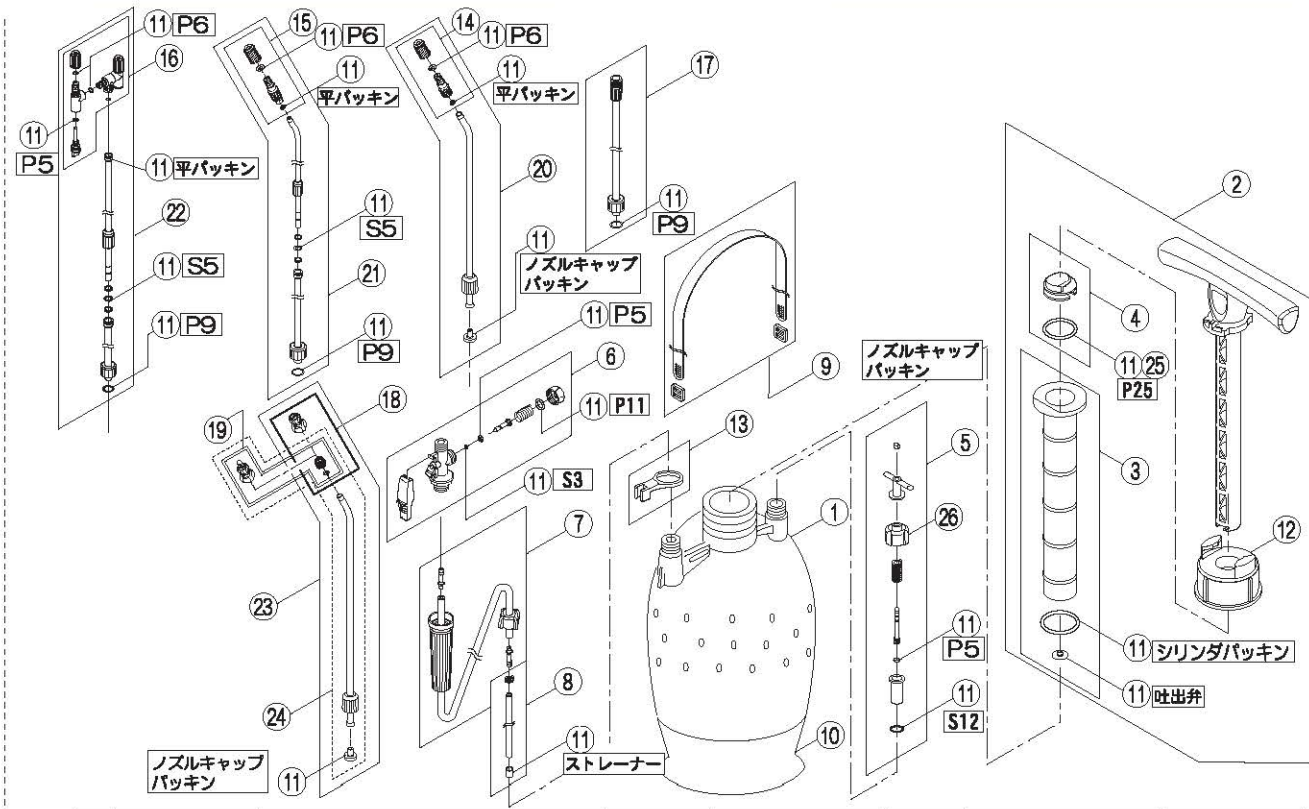 11 P6
16
11
P5
11 平パッキン
22
11 S5
11 P9
15
11 P6
11
平パッキン
11
S5
21
11
P9
14
11 P6
11
平パッキン
20
11
ノズルキャップ
パッキン
17
11
P9
9
11 P5
6
11 P11
11 S3
18
19
23
24
ノズルキャップ
パッキン
11
7
8
11
ストレーナー
13
1
10
ノズルキャップ
パッキン
5
26
11
P5
11
S12
2
4
11 25
P25
3
12
11 シリンダパッキン
11 吐出弁